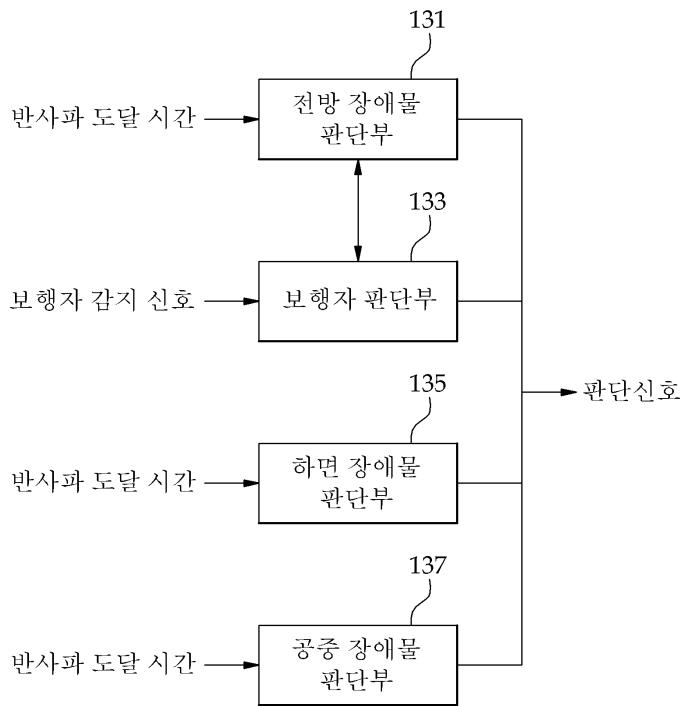 131
반사파 도달 시간
전방 장애물
판단부
133
보행자 감지 신호
보행자 판단부
판단신호
135
반사파 도달 시간
하면 장애물
판단부
137
반사파 도달 시간
공중 장애물
판단부